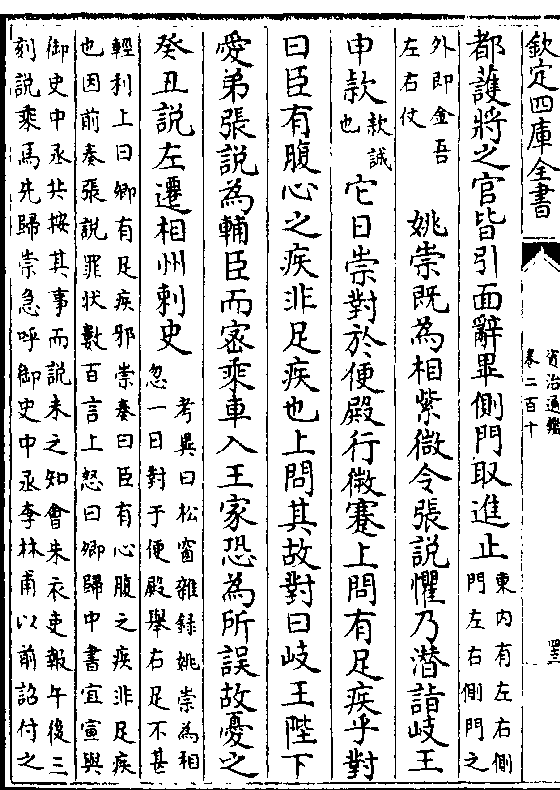 欽定四庫全書
資治通鑑
卷二百十
都護將之官皆引面辭畢側門取進止東内有左右側
門左右側門之
外即金吾
左右仗　姚崇既為相紫微令張說懼乃潛詣岐王
申款款誠
也　它日崇對於便殿行微蹇上問有足疾乎對
曰臣有腹心之疾非足疾也上問其故對曰岐王陛下
愛弟張說為輔臣而密乘車入王家恐為所誤故憂之
癸丑說左遷相州刺史考異曰松窗雜錄姚崇為相
忽一日對于便殿舉右足不甚
輕利上曰卿有足疾邪崇奏曰臣有心腹之疾非足疾
也因前奏張說罪狀數百言上怒曰卿歸中書宜宣與
御史中丞共按其事而說未之知會朱衣吏報午後三
刻說乘馬先歸崇急呼御史中丞李林甫以前詔付之